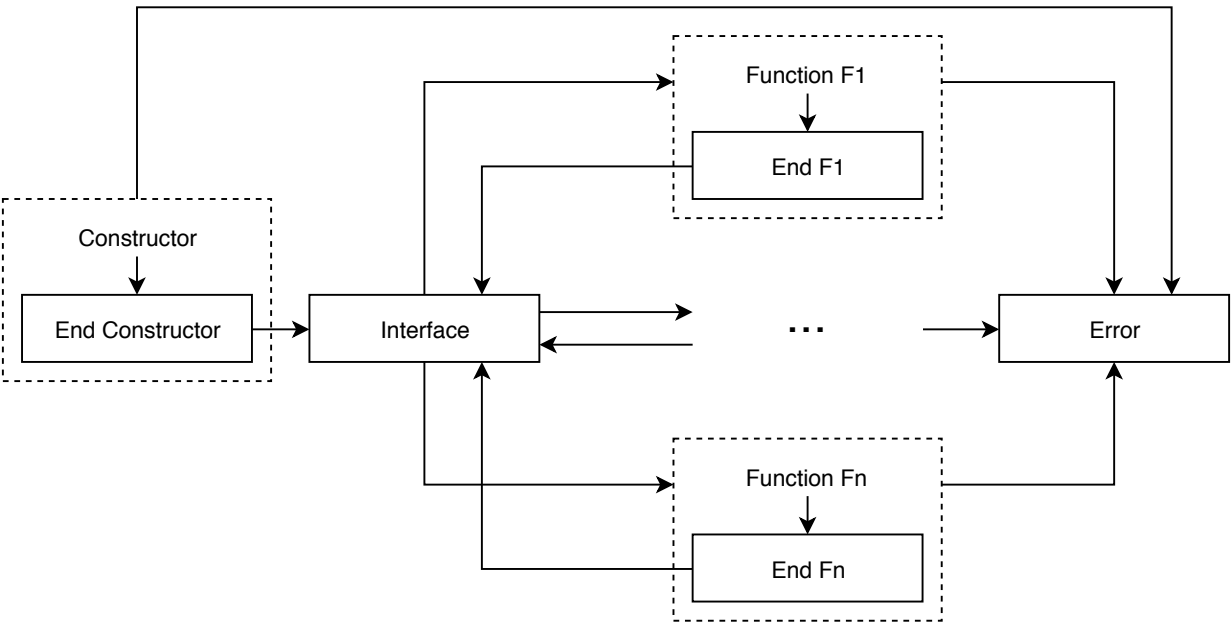 Function F1
End F1
Constructor
End Constructor
Interface
...
Error
Function Fn
End Fn